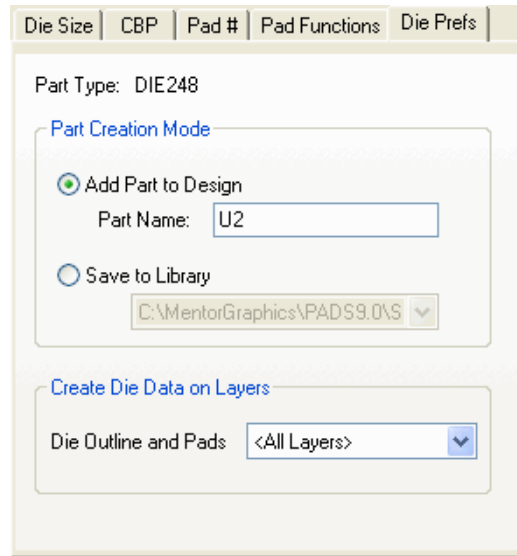 Die Size CBP Pad # Pad Functions Die Prefs
Part Type: DIE248
Part Creation Mode
Add Part to Design
Part Name: U2
Save to Library
C:\MentorGraphics\PADS9.0\S
Create Die Data on Layers
Die Outline and Pads <All Layers>